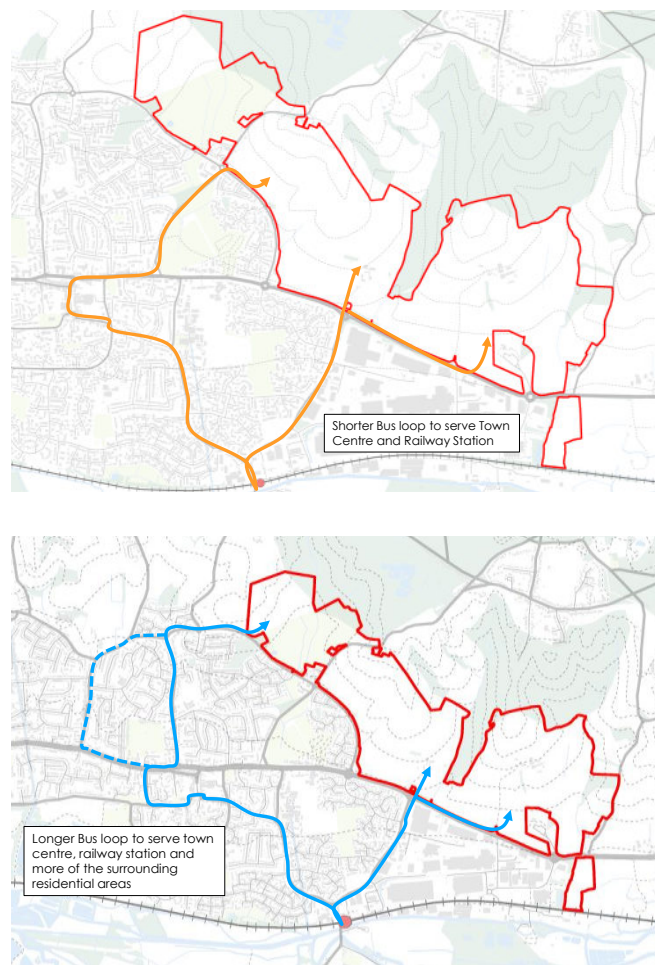 Shorter Bus loop to serve Town
Centre and Railway Station
Longer Bus loop to serve town
centre, railway station and
more of the surrounding
residential areas